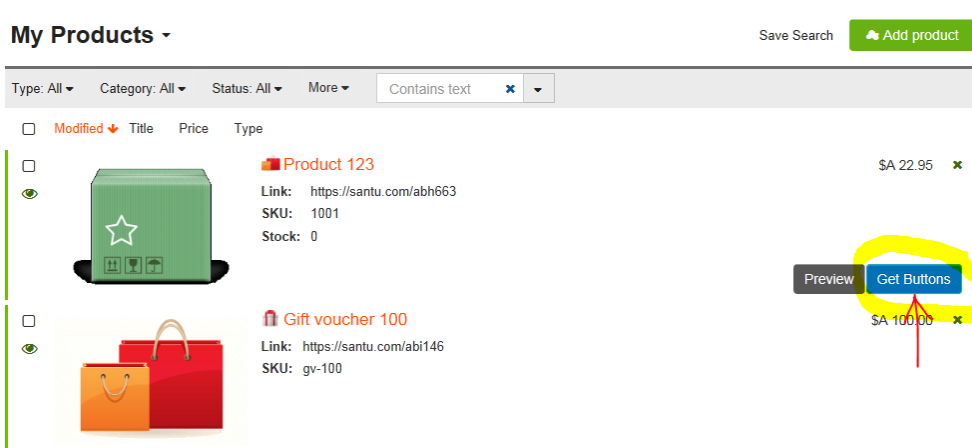 My Products
Save Search
Add product
Type: All
Category: All
Status: All
More
Contains text
Modified Title Price Type
Product 123
$A 22.95
Link: https://santu.com/abh663
SKU: 1001
Stock: 0
Preview
Get Buttons
Gift voucher 100
$A 100.00
Link: https://santu.com/abi146
SKU: gv-100